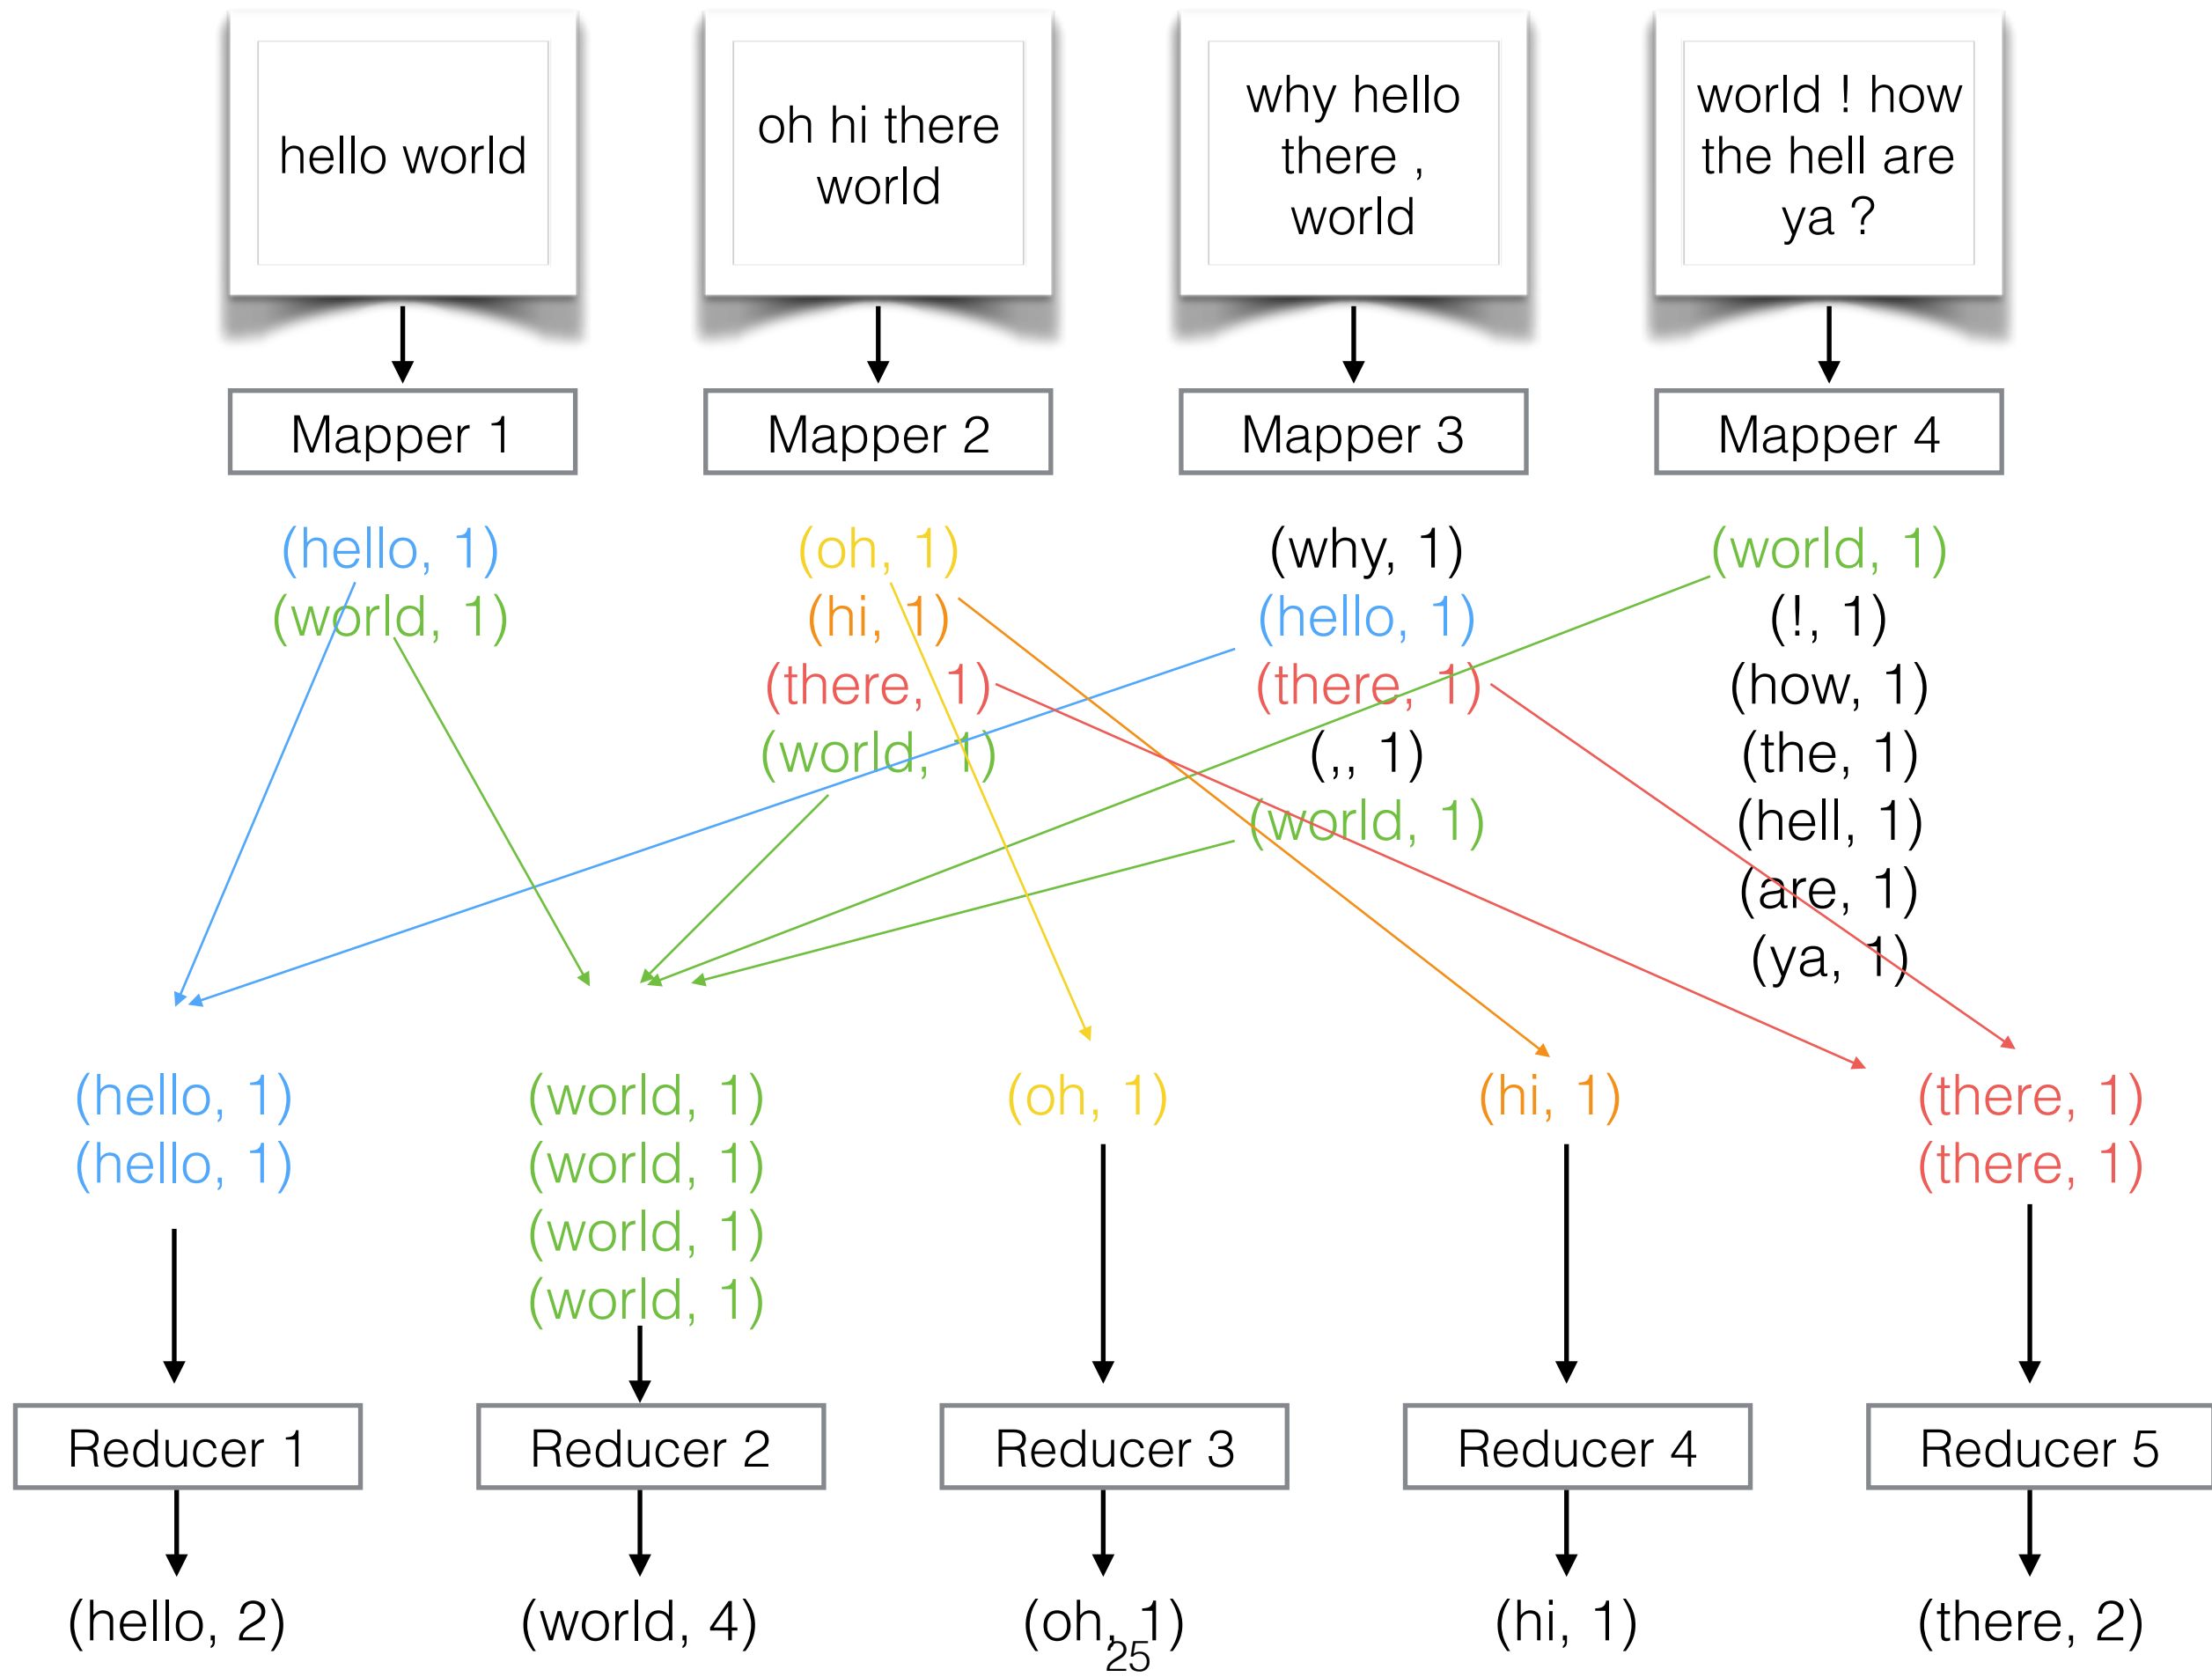 hello world
oh hi there
world
why hello
there ,
world
world ! how
the hell are
ya ?
Mapper 1
Mapper 2
Mapper 3
Mapper 4
(hello, 1)
(world, 1)
(oh, 1)
(hi, 1)
(there, 1)
(world, 1)
(why, 1)
(hello, 1)
(there, 1)
(,, 1)
(world, 1)
(world, 1)
(!, 1)
(how, 1)
(the, 1)
(hell, 1)
(are, 1)
(ya, 1)
(hello, 1)
(hello, 1)
(world, 1)
(world, 1)
(world, 1)
(world, 1)
(oh, 1)
(hi, 1)
(there, 1)
(there, 1)
Reducer 1
Reducer 2
Reducer 3
Reducer 4
Reducer 5
(hello, 2)
(world, 4)
(oh, 1)
(hi, 1)
(there, 2)
25